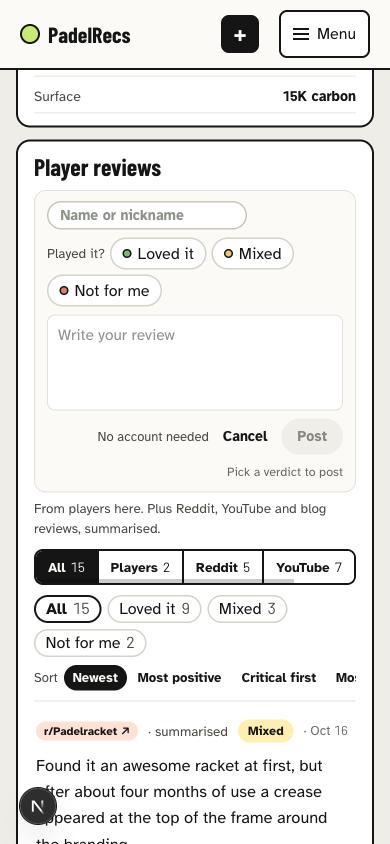 PadelRecs + Menu
Surface 15K carbon
Player reviews
Name or nickname
Played it? Loved it Mixed
Not for me
Write your review
No account needed Cancel Post
Pick a verdict to post
From players here. Plus Reddit, YouTube and blog
reviews, summarised.
All 15 Players 2 Reddit 5 YouTube 7
All 15 Loved it 9 Mixed 3
Not for me 2
Sort Newest Most positive Critical first
r/Padelracket ↗ · summarised Mixed · Oct 16
Found it an awesome racket at first, but
after about four months of use a crease
appeared at the top of the frame around
the branding
N